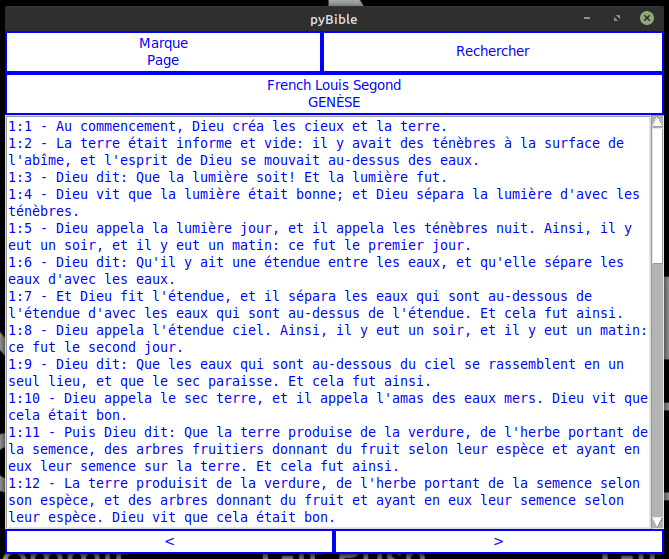 pyBible
Marque
Page
Rechercher
French Louis Segond
GENÈSE
1:1 - Au commencement, Dieu créa les cieux et la terre.
1:2 - La terre était informe et vide: il y avait des ténèbres à la surface de
l'abîme, et l'esprit de Dieu se mouvait au-dessus des eaux.
1:3 - Dieu dit: Que la lumière soit! Et la lumière fut.
1:4 - Dieu vit que la lumière était bonne; et Dieu sépara la lumière d'avec les
ténèbres.
1:5 - Dieu appela la lumière jour, et il appela les ténèbres nuit. Ainsi, il y
eut un soir, et il y eut un matin: ce fut le premier jour.
1:6 - Dieu dit: Qu'il y ait une étendue entre les eaux, et qu'elle sépare les
eaux d'avec les eaux.
1:7 - Et Dieu fit l'étendue, et il sépara les eaux qui sont au-dessous de
l'étendue d'avec les eaux qui sont au-dessus de l'étendue. Et cela fut ainsi.
1:8 - Dieu appela l'étendue ciel. Ainsi, il y eut un soir, et il y eut un matin:
ce fut le second jour.
1:9 - Dieu dit: Que les eaux qui sont au-dessous du ciel se rassemblent en un
seul lieu, et que le sec paraisse. Et cela fut ainsi.
1:10 - Dieu appela le sec terre, et il appela l'amas des eaux mers. Dieu vit que
cela était bon.
1:11 - Puis Dieu dit: Que la terre produise de la verdure, de l'herbe portant de
la semence, des arbres fruitiers donnant du fruit selon leur espèce et ayant en
eux leur semence sur la terre. Et cela fut ainsi.
1:12 - La terre produisit de la verdure, de l'herbe portant de la semence selon
son espèce, et des arbres donnant du fruit et ayant en eux leur semence selon
leur espèce. Dieu vit que cela était bon.
< >